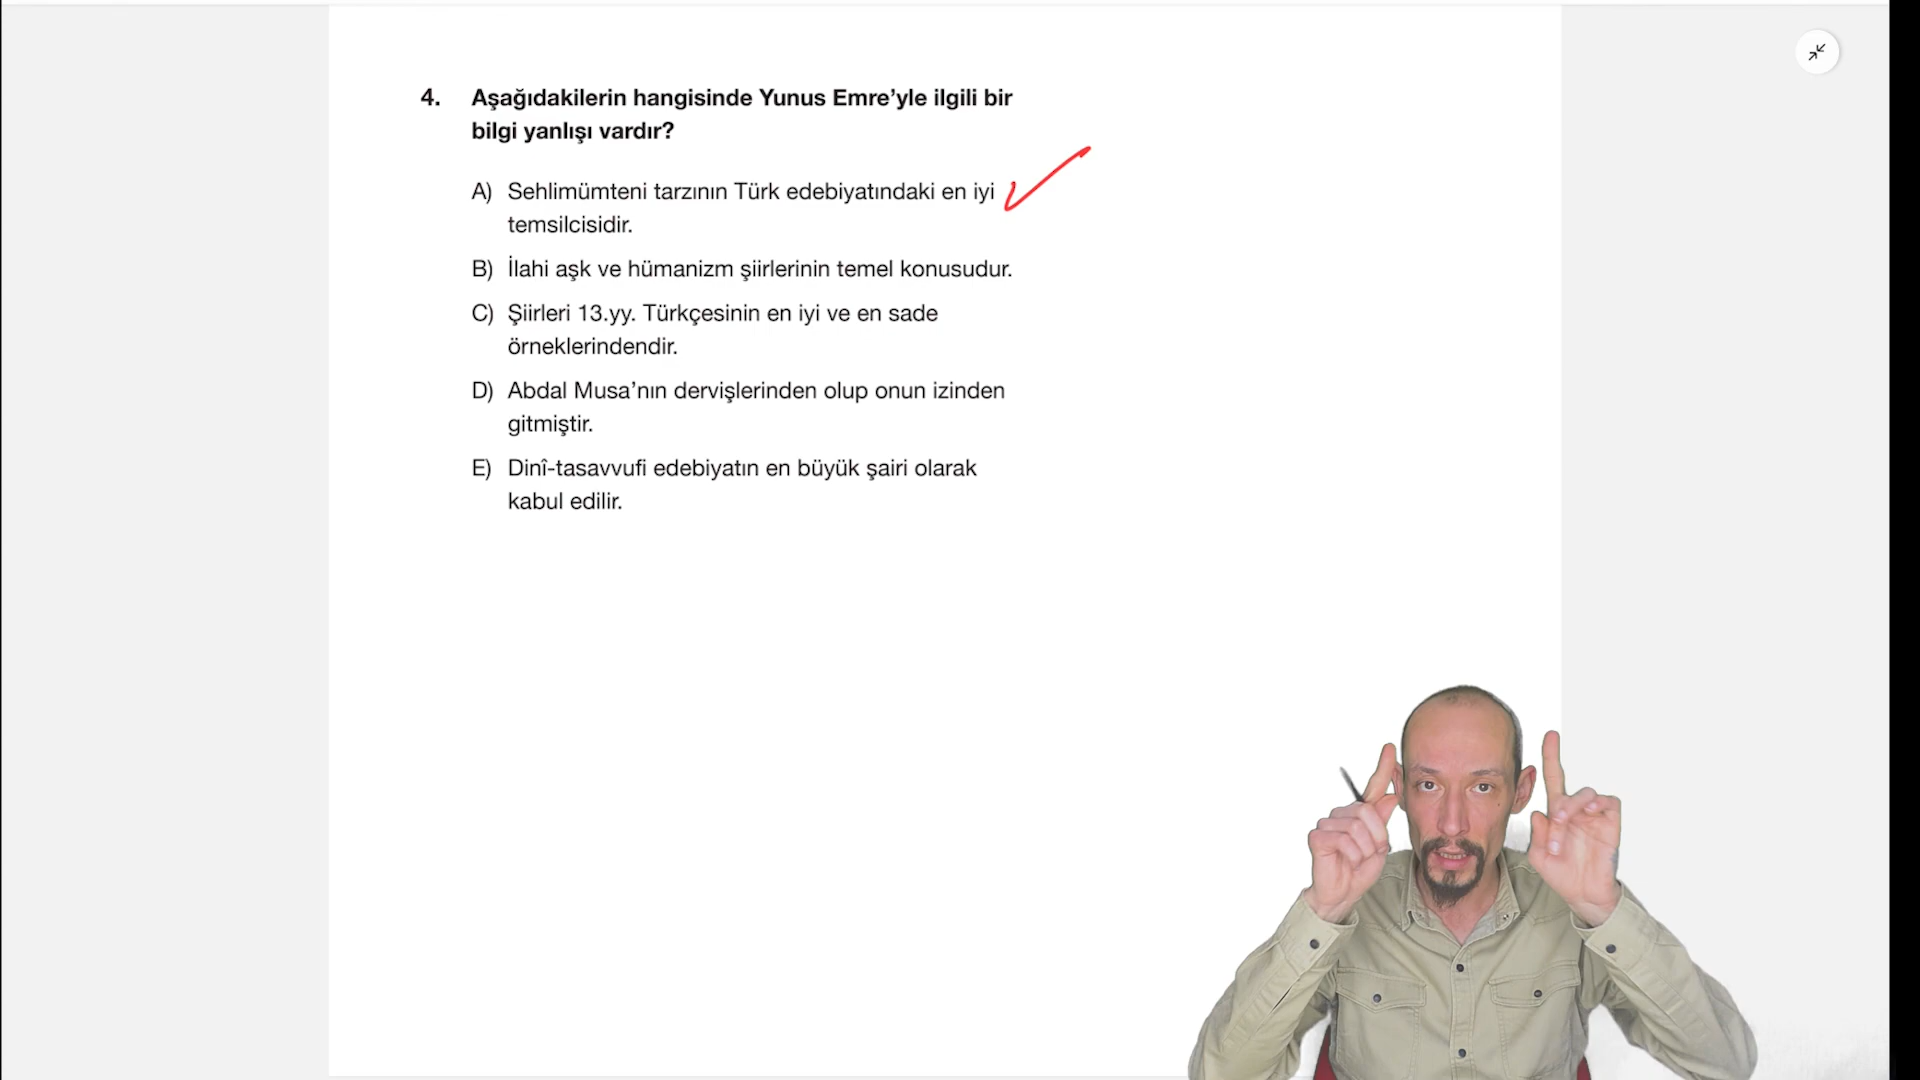 4. Aşağıdakilerin hangisinde Yunus Emre’yle ilgili bir
bilgi yanlışı vardır?
A) Sehlimümteni tarzının Türk edebiyatındaki en iyi
temsilcisidir.
B) İlahi aşk ve hümanizm şiirlerinin temel konusudur.
C) Şiirleri 13.yy. Türkçesinin en iyi ve en sade
örneklerindendir.
D) Abdal Musa’nın dervişlerinden olup onun izinden
gitmiştir.
E) Dinî-tasavvufi edebiyatın en büyük şairi olarak
kabul edilir.